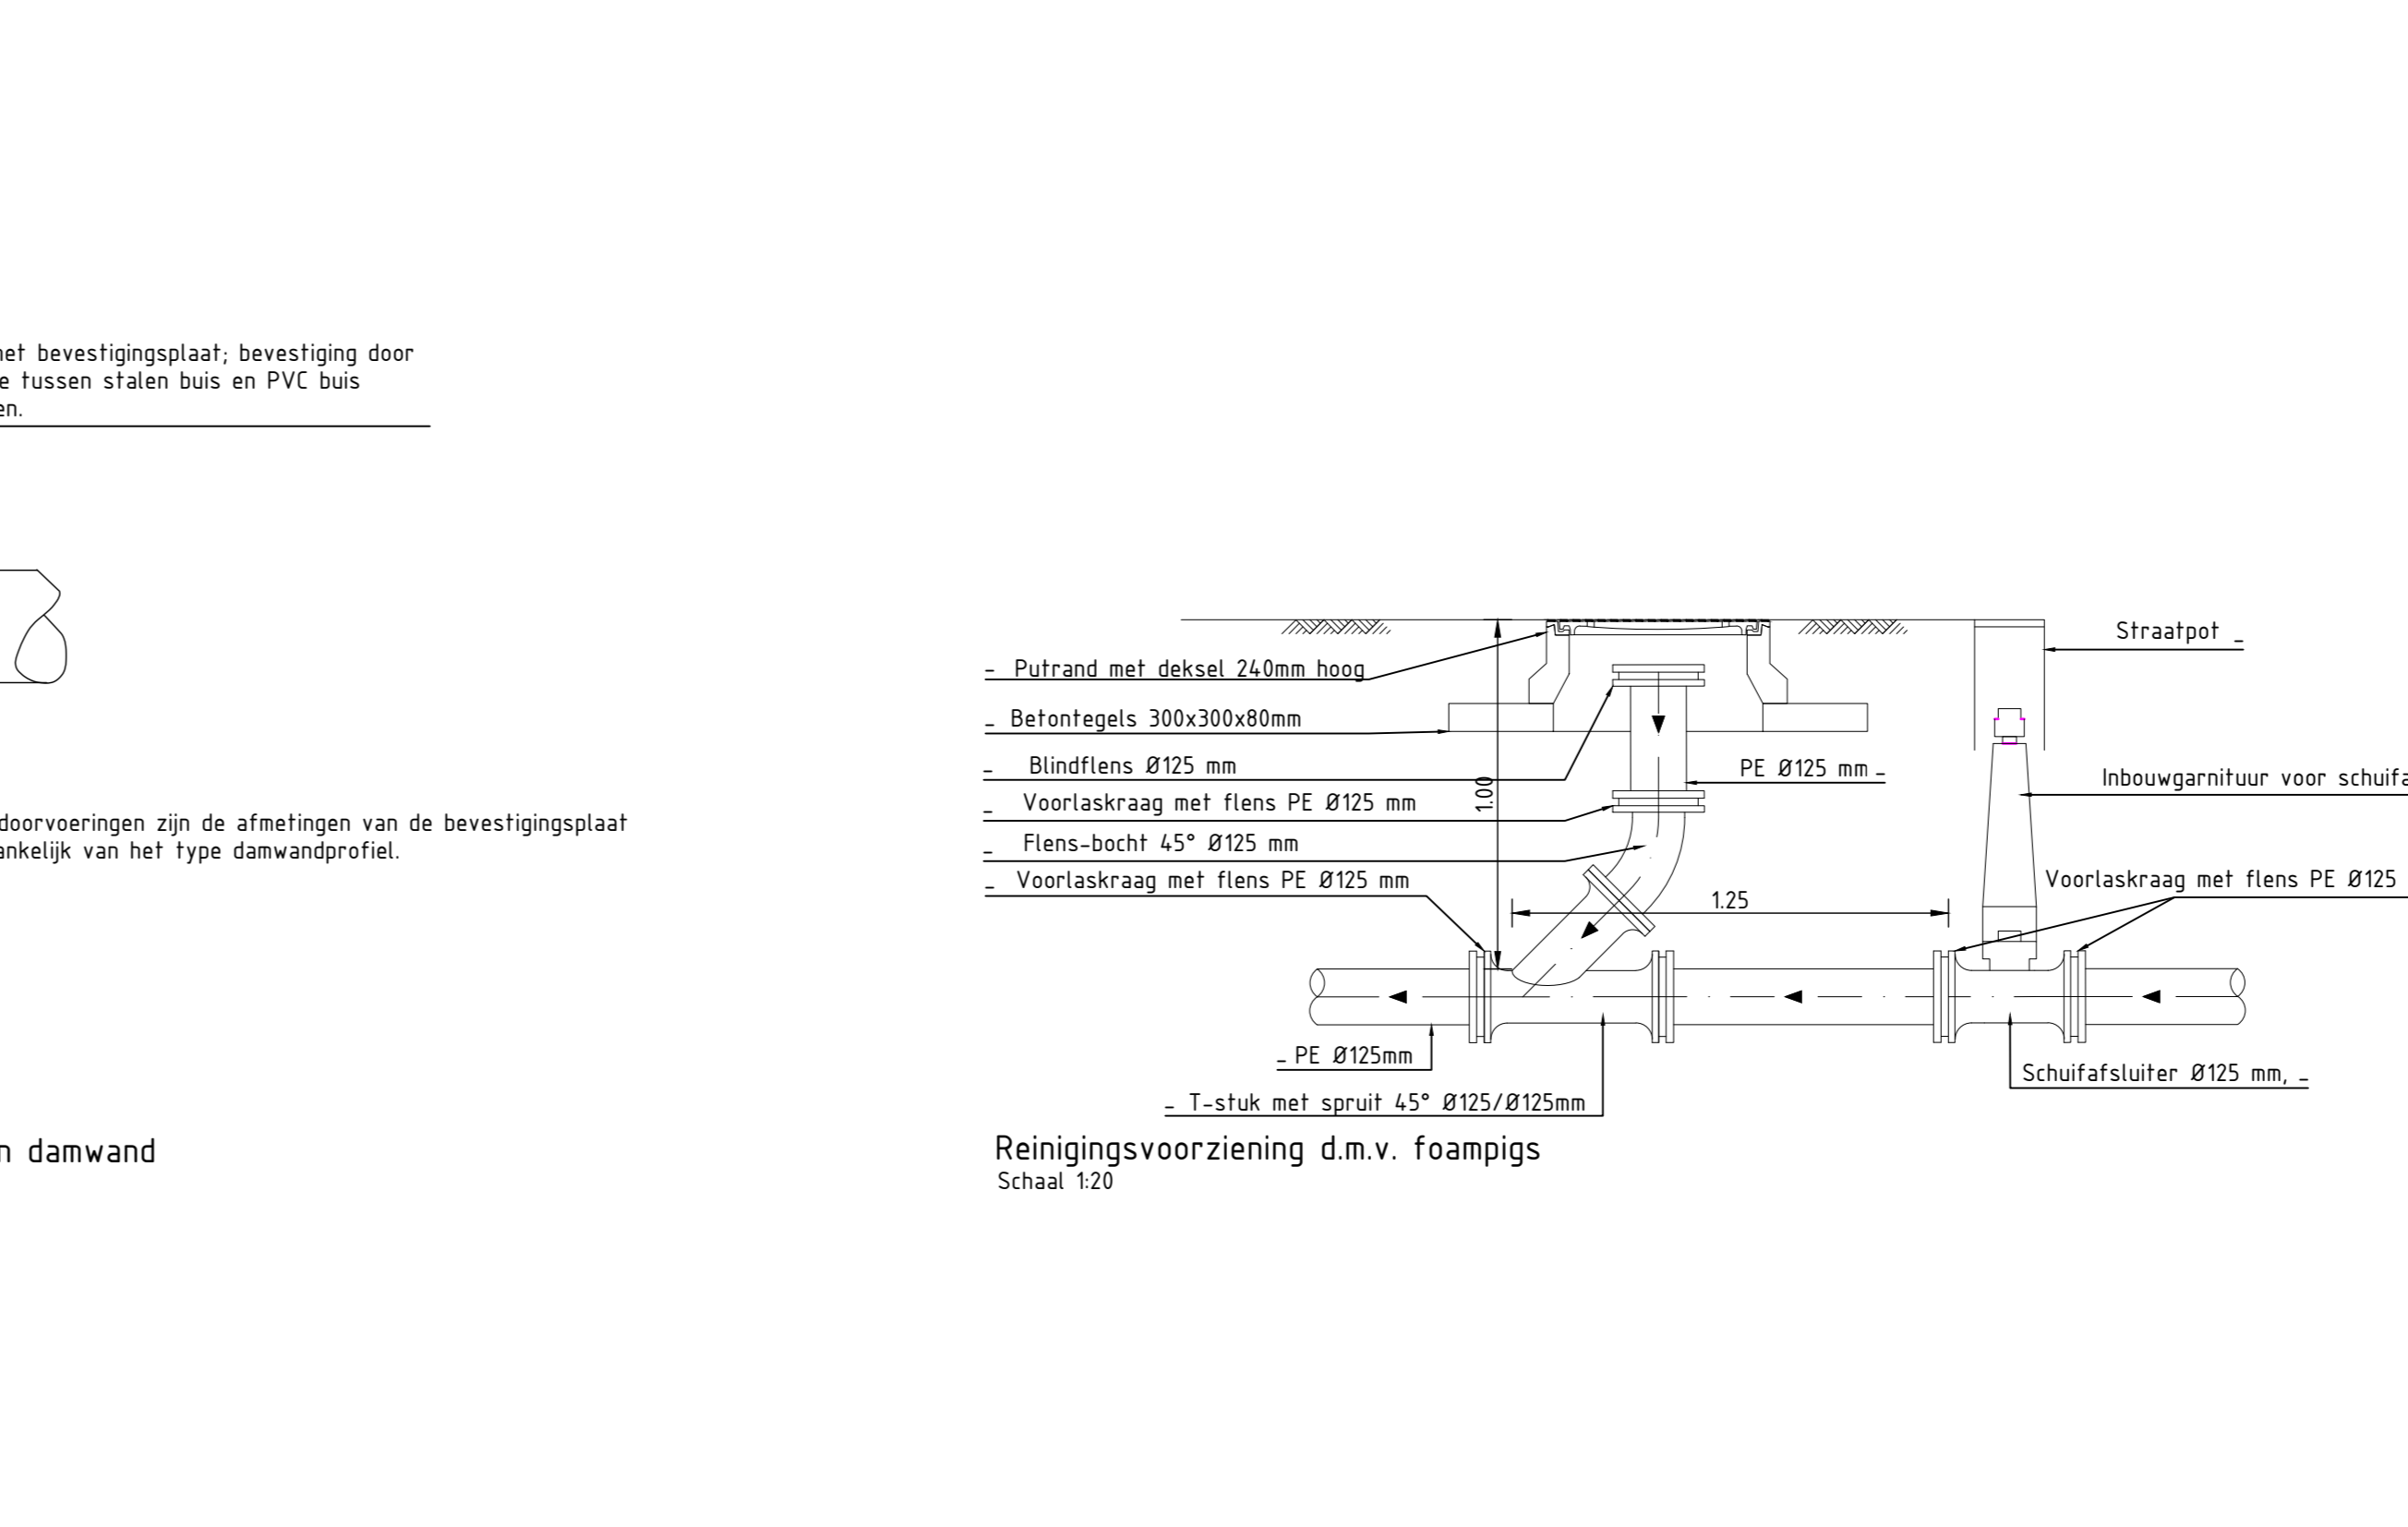 bevestigingsplaat; bevestiging door
tussen stalen buis en PVC buis
doorvoeringen zijn de afmetingen van de bevestigingsplaat
van het type damwandprofiel.
damwand
Putrand met deksel 240mm hoog
Betontegels 300x300x80mm
Blindflens Ø125 mm
Voorlaskraag met flens PE Ø125 mm
Flens-bocht 45° Ø125 mm
Voorlaskraag met flens PE Ø125 mm
1.00
PE Ø125 mm
1.25
Straatpot
Inbouwgarnituur voor
Voorlaskraag met flens PE Ø125
PE Ø125mm
T-stuk met spruit 45° Ø125/Ø125mm
Schuifafsluiter Ø125 mm,
Reinigingsvoorziening d.m.v. foampigs
Schaal 1:20